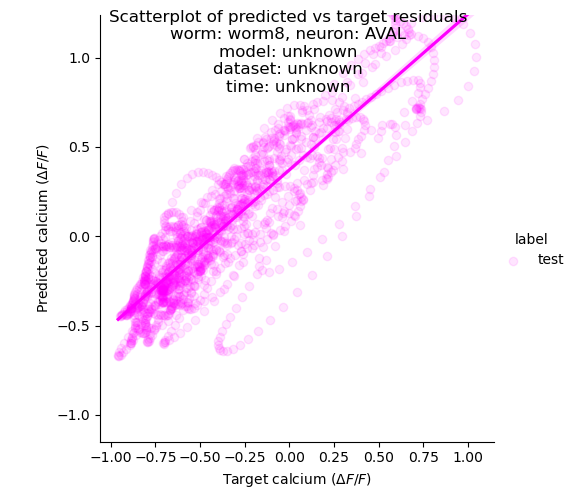 Scatterplot of predicted vs target residuals
worm: worm8, neuron: AVAL
model: unknown
dataset: unknown
time: unknown
1.0
0.5
0.0
−0.5
−1.0
Predicted calcium (ΔF/F)
label
test
−1.00 −0.75 −0.50 −0.25 0.00 0.25 0.50 0.75 1.00
Target calcium (ΔF/F)